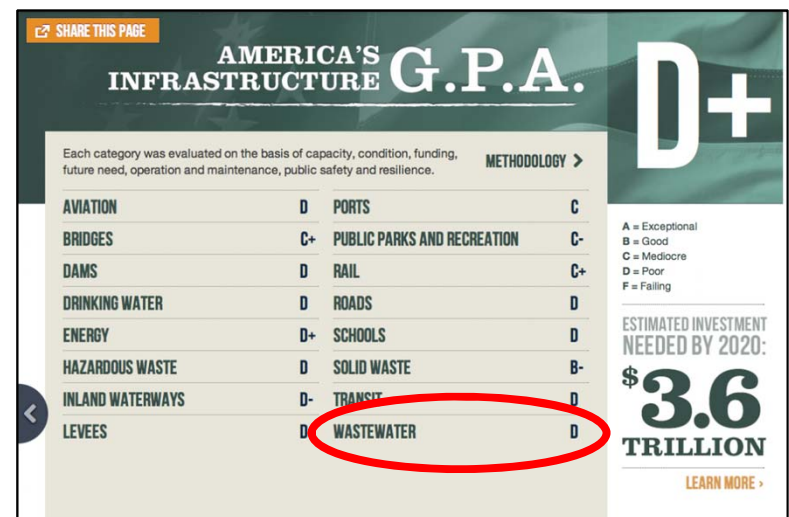 SHARE THIS PAGE
AMERICA'S
INFRASTRUCTURE G.P.A.
D+
Each category was evaluated on the basis of capacity, condition, funding,
future need, operation and maintenance, public safety and resilience.
METHODOLOGY >
AVIATION D
BRIDGES C+
DAMS D
DRINKING WATER D
ENERGY D+
HAZARDOUS WASTE D
INLAND WATERWAYS D-
LEVEES
PORTS C
PUBLIC PARKS AND RECREATION C-
RAIL C+
ROADS D
SCHOOLS D
SOLID WASTE B-
TRANSIT D
WASTEWATER D
A = Exceptional
B = Good
C = Mediocre
D = Poor
F = Failing
ESTIMATED INVESTMENT
NEEDED BY 2020:
$3.6
TRILLION
LEARN MORE ›